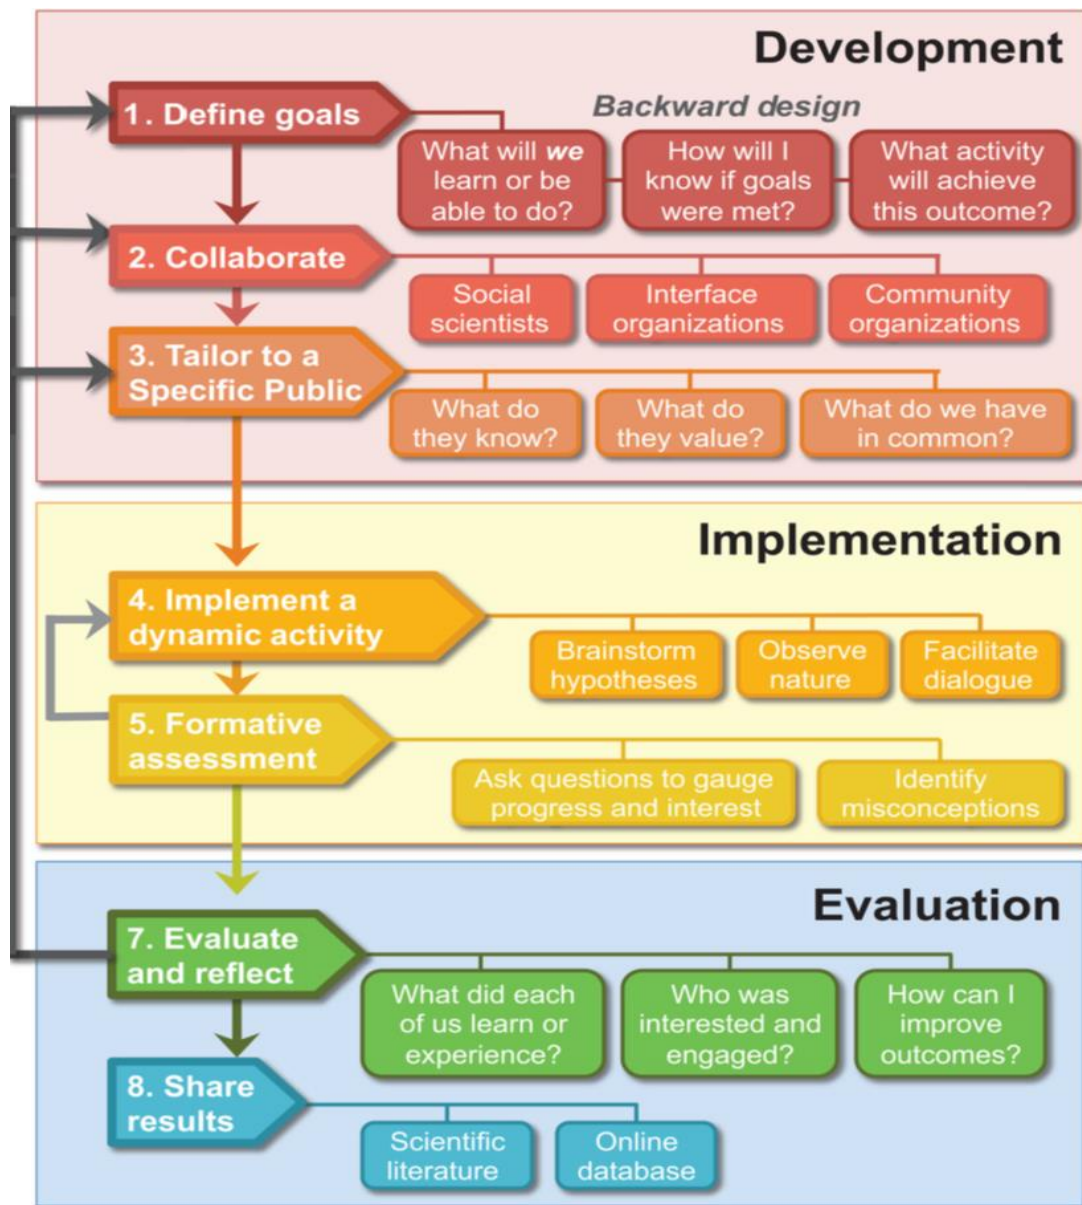 Development
1. Define goals
Backward design
What will we
learn or be
able to do?
How will I
know if goals
were met?
What activity
will achieve
this outcome?
2. Collaborate
Social
scientists
Interface
organizations
Community
organizations
3. Tailor to a
Specific Public
What do
they know?
What do
they value?
What do we have
in common?
Implementation
4. Implement a
dynamic activity
Brainstorm
hypotheses
Observe
nature
Facilitate
dialogue
5. Formative
assessment
Ask questions to gauge
progress and interest
Identify
misconceptions
Evaluation
7. Evaluate
and reflect
What did each
of us learn or
experience?
Who was
interested and
engaged?
How can I
improve
outcomes?
8. Share
results
Scientific
literature
Online
database